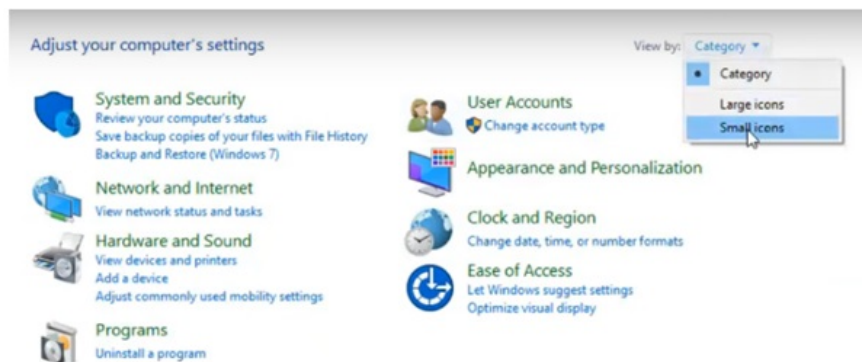 Adjust your computer's settings
View by: Category
Category
Large icons
Small icons
System and Security
Review your computer's status
Save backup copies of your files with File History
Backup and Restore (Windows 7)
Network and Internet
View network status and tasks
Hardware and Sound
View devices and printers
Add a device
Adjust commonly used mobility settings
Programs
Uninstall a program
User Accounts
Change account type
Appearance and Personalization
Clock and Region
Change date, time, or number formats
Ease of Access
Let Windows suggest settings
Optimize visual display